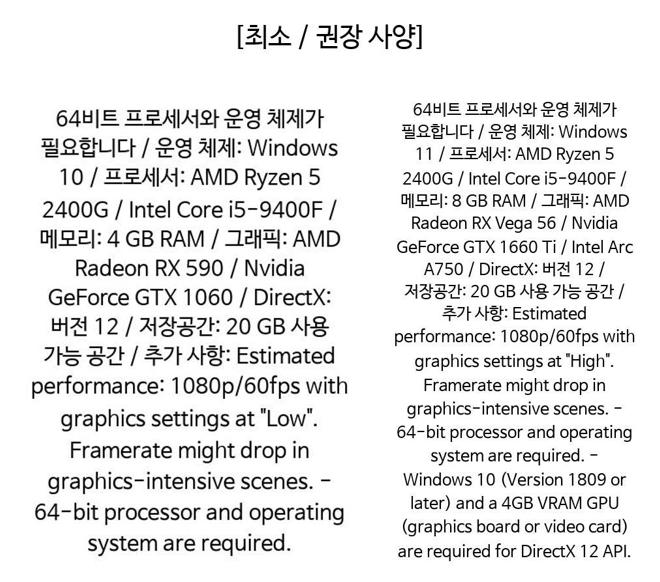 [최소 / 권장 사양]
64비트 프로세서와 운영 체제가
필요합니다 / 운영 체제: Windows
10 / 프로세서: AMD Ryzen 5
2400G / Intel Core i5-9400F /
메모리: 4 GB RAM / 그래픽: AMD
Radeon RX 590 / Nvidia
GeForce GTX 1060 / DirectX:
버전 12 / 저장공간: 20 GB 사용
가능 공간 / 추가 사항: Estimated
performance: 1080p/60fps with
graphics settings at "Low".
Framerate might drop in
graphics-intensive scenes. -
64-bit processor and operating
system are required.
64비트 프로세서와 운영 체제가
필요합니다 / 운영 체제: Windows
11 / 프로세서: AMD Ryzen 5
2400G / Intel Core i5-9400F /
메모리: 8 GB RAM / 그래픽: AMD
Radeon RX Vega 56 / Nvidia
GeForce GTX 1660 Ti / Intel Arc
A750 / DirectX: 버전 12 /
저장공간: 20 GB 사용 가능 공간 /
추가 사항: Estimated
performance: 1080p/60fps with
graphics settings at "High".
Framerate might drop in
graphics-intensive scenes. -
64-bit processor and operating
system are required. -
Windows 10 (Version 1809 or
later) and a 4GB VRAM GPU
(graphics board or video card)
are required for DirectX 12 API.